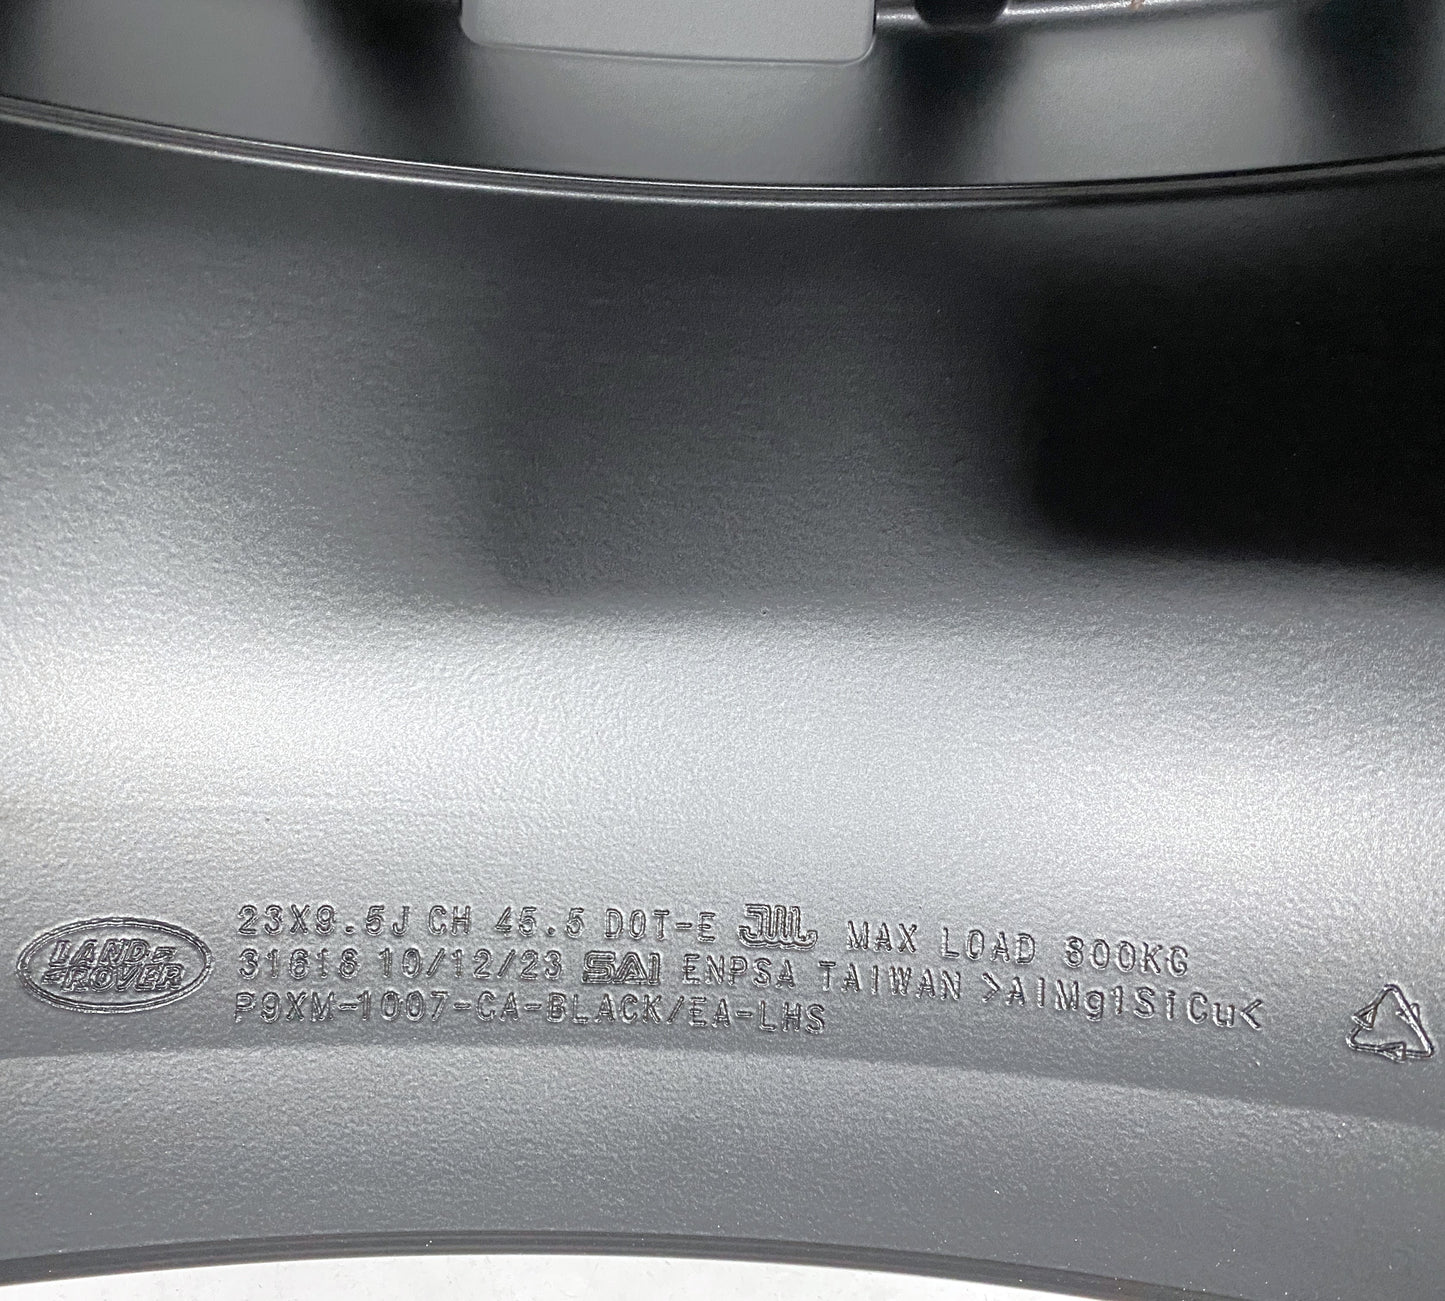 LAND-
-ROVER
23X9.5J CH 45.5 DOT-E JWL MAX LOAD 800KG
31616 10/12/23 SAI ENPSA TAIWAN >AlMg1SiCu<
P9XM-1007-CA-BLACK/EA-LHS